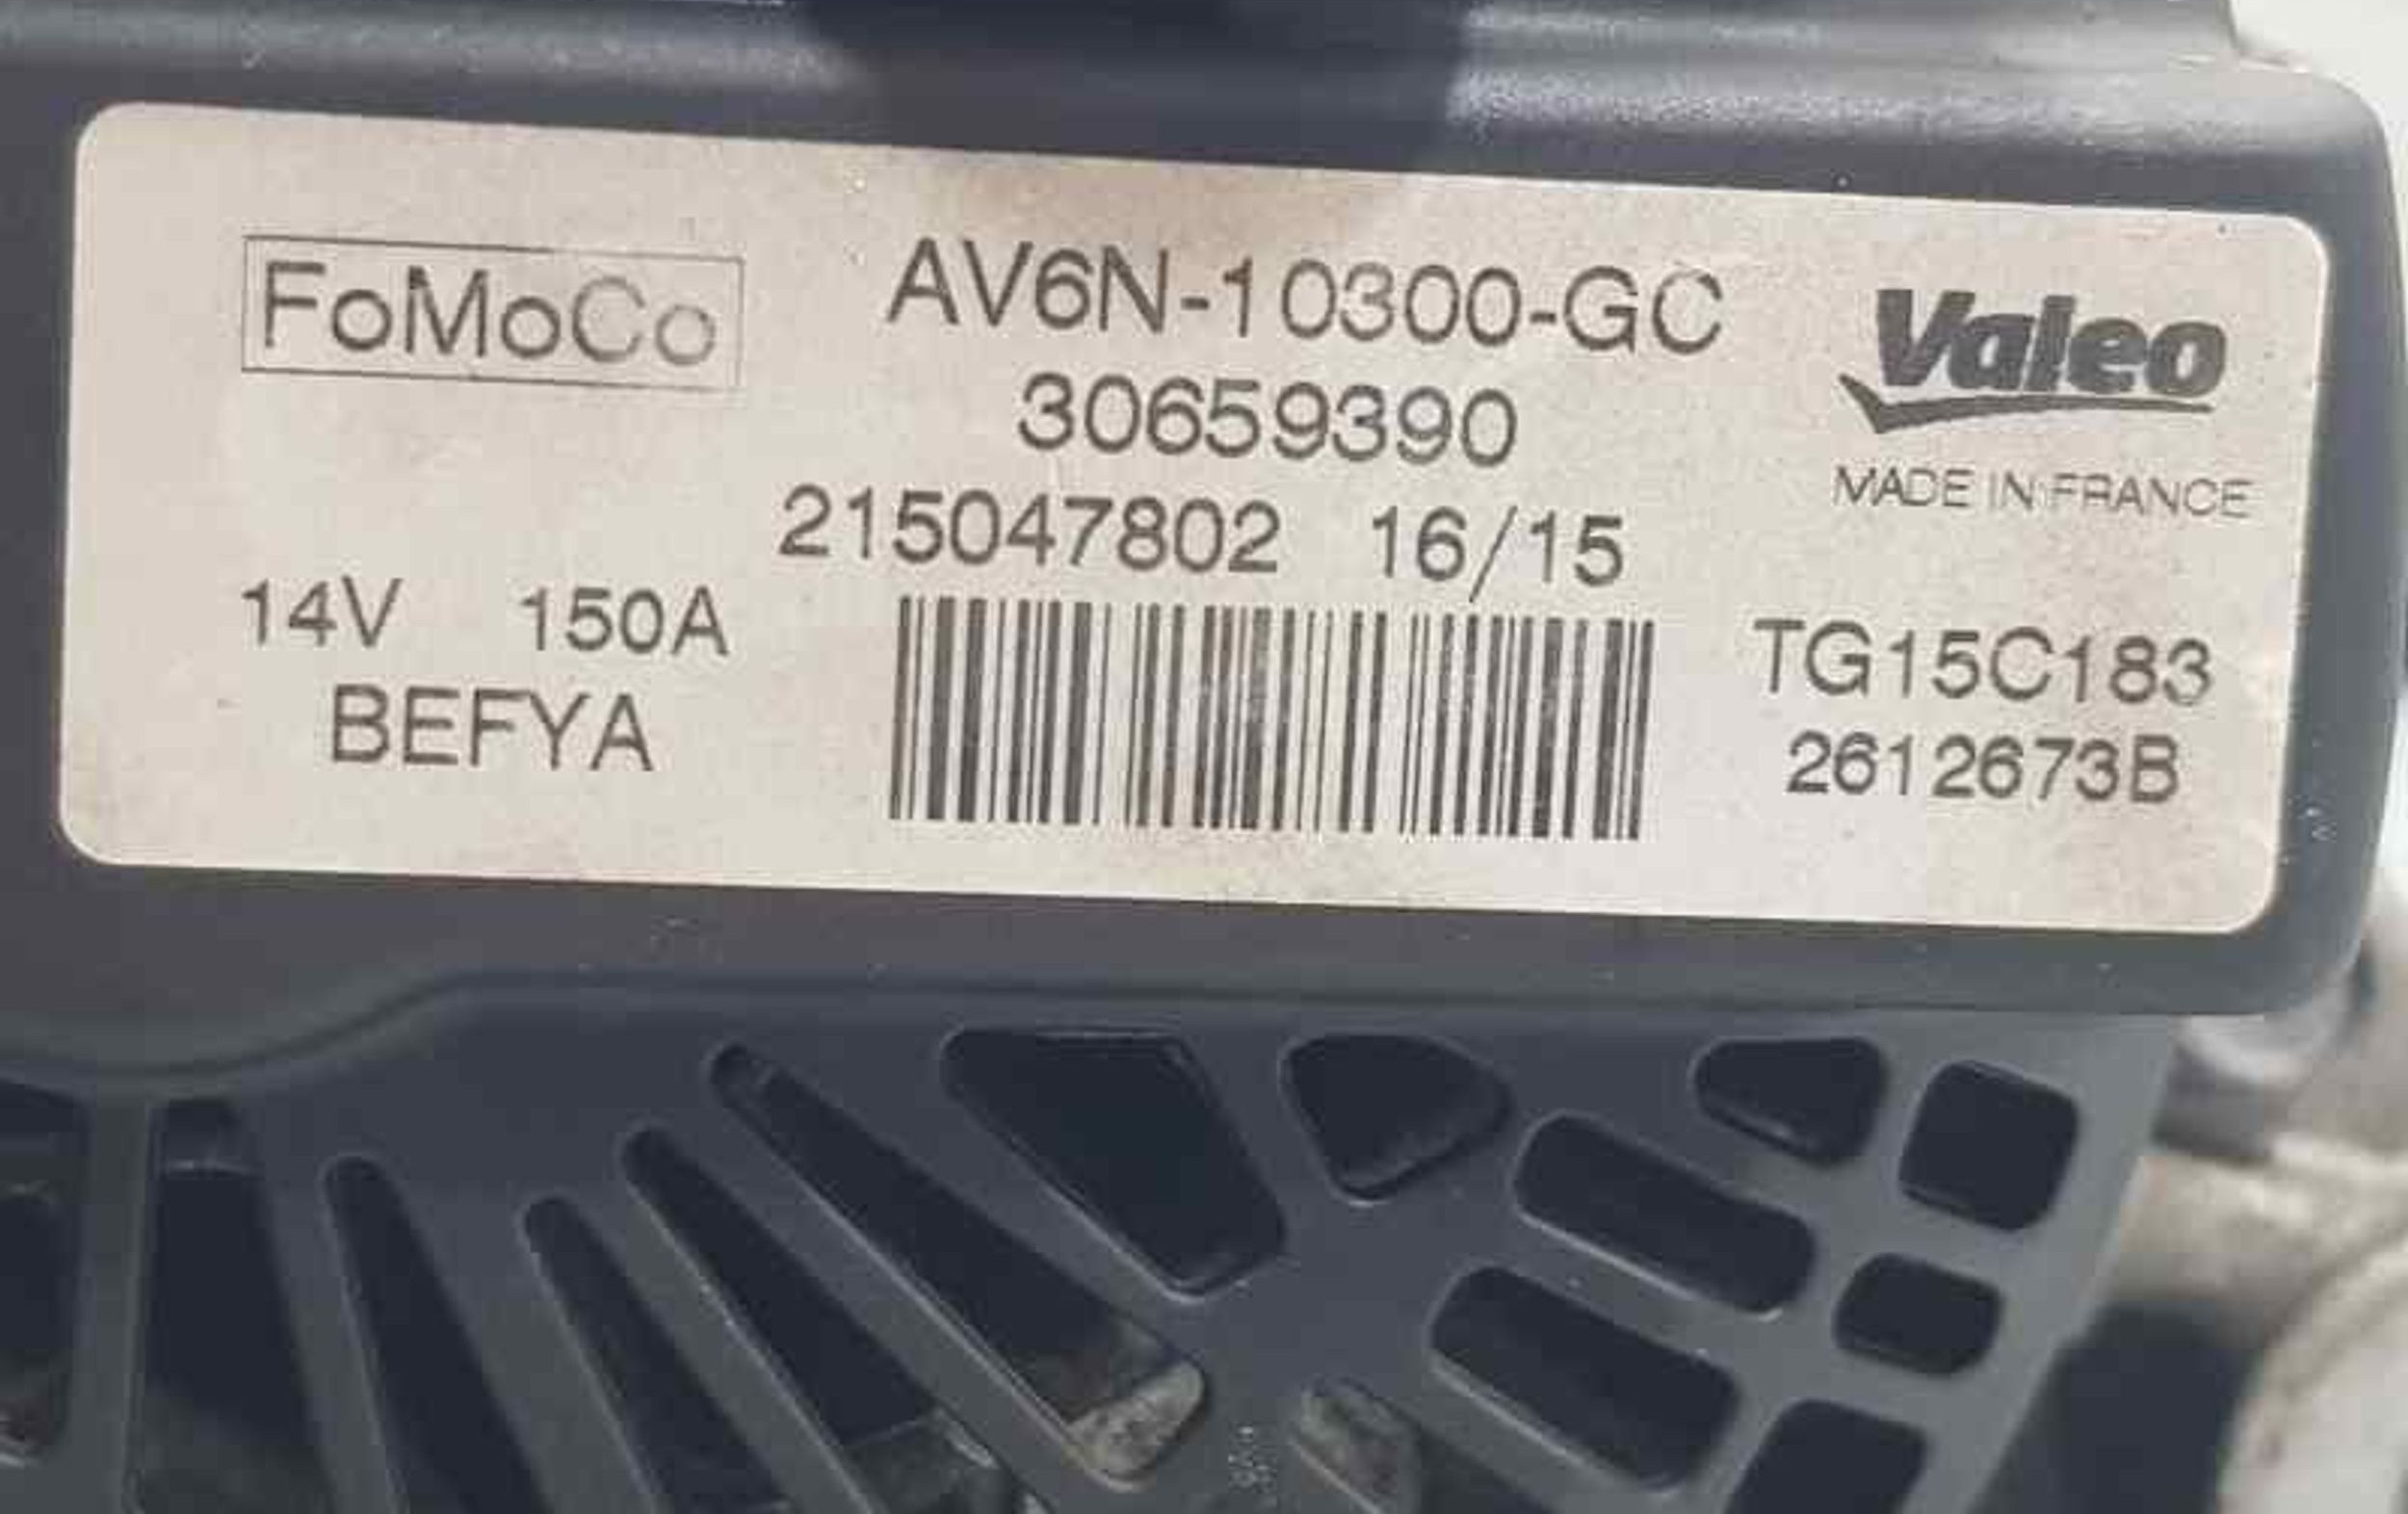 FoMoCo
AV6N-10300-GC
30659390
215047802 16/15
Valeo
MADE IN FRANCE
14V 150A
BEFYA
TG15C183
2612673B